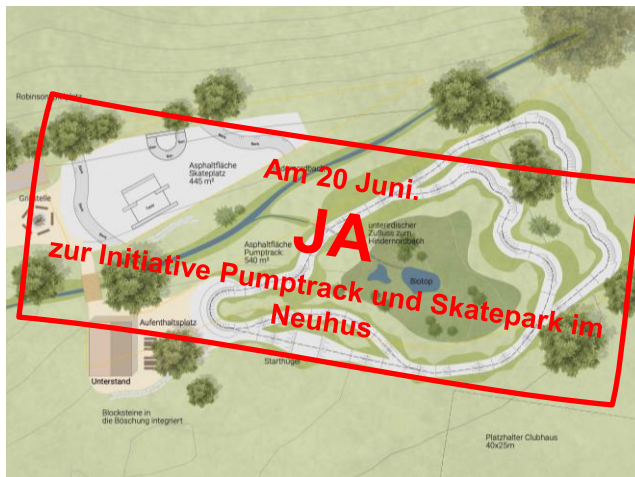 Asphaltfläche
Skateplatz
445 m²
Am 20 Juni.
JA
zur Initiative Pumptrack und Skatepark im
Neuhus
unterirdischer
Zufluss zum
Hindernordbach
Asphaltfläche
Pumptrack
540 m²
Biotop
Aufenthaltsplatz
Starthügel
Unterstand
Blocksteine in
die Böschung integriert
Platzhalter Clubhaus
40x25m